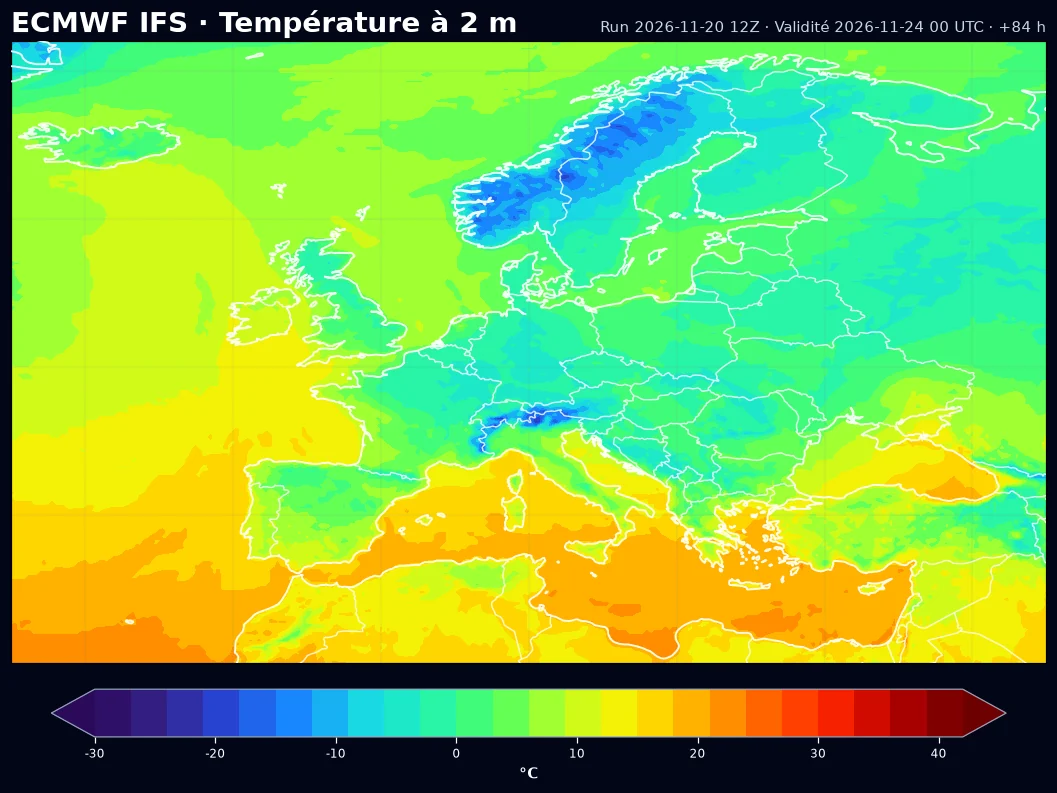 ECMWF IFS · Température à 2 m
Run 2026-11-20 12Z · Validité 2026-11-24 00 UTC · +84 h
-30 -20 -10 0 10 20 30 40
°C